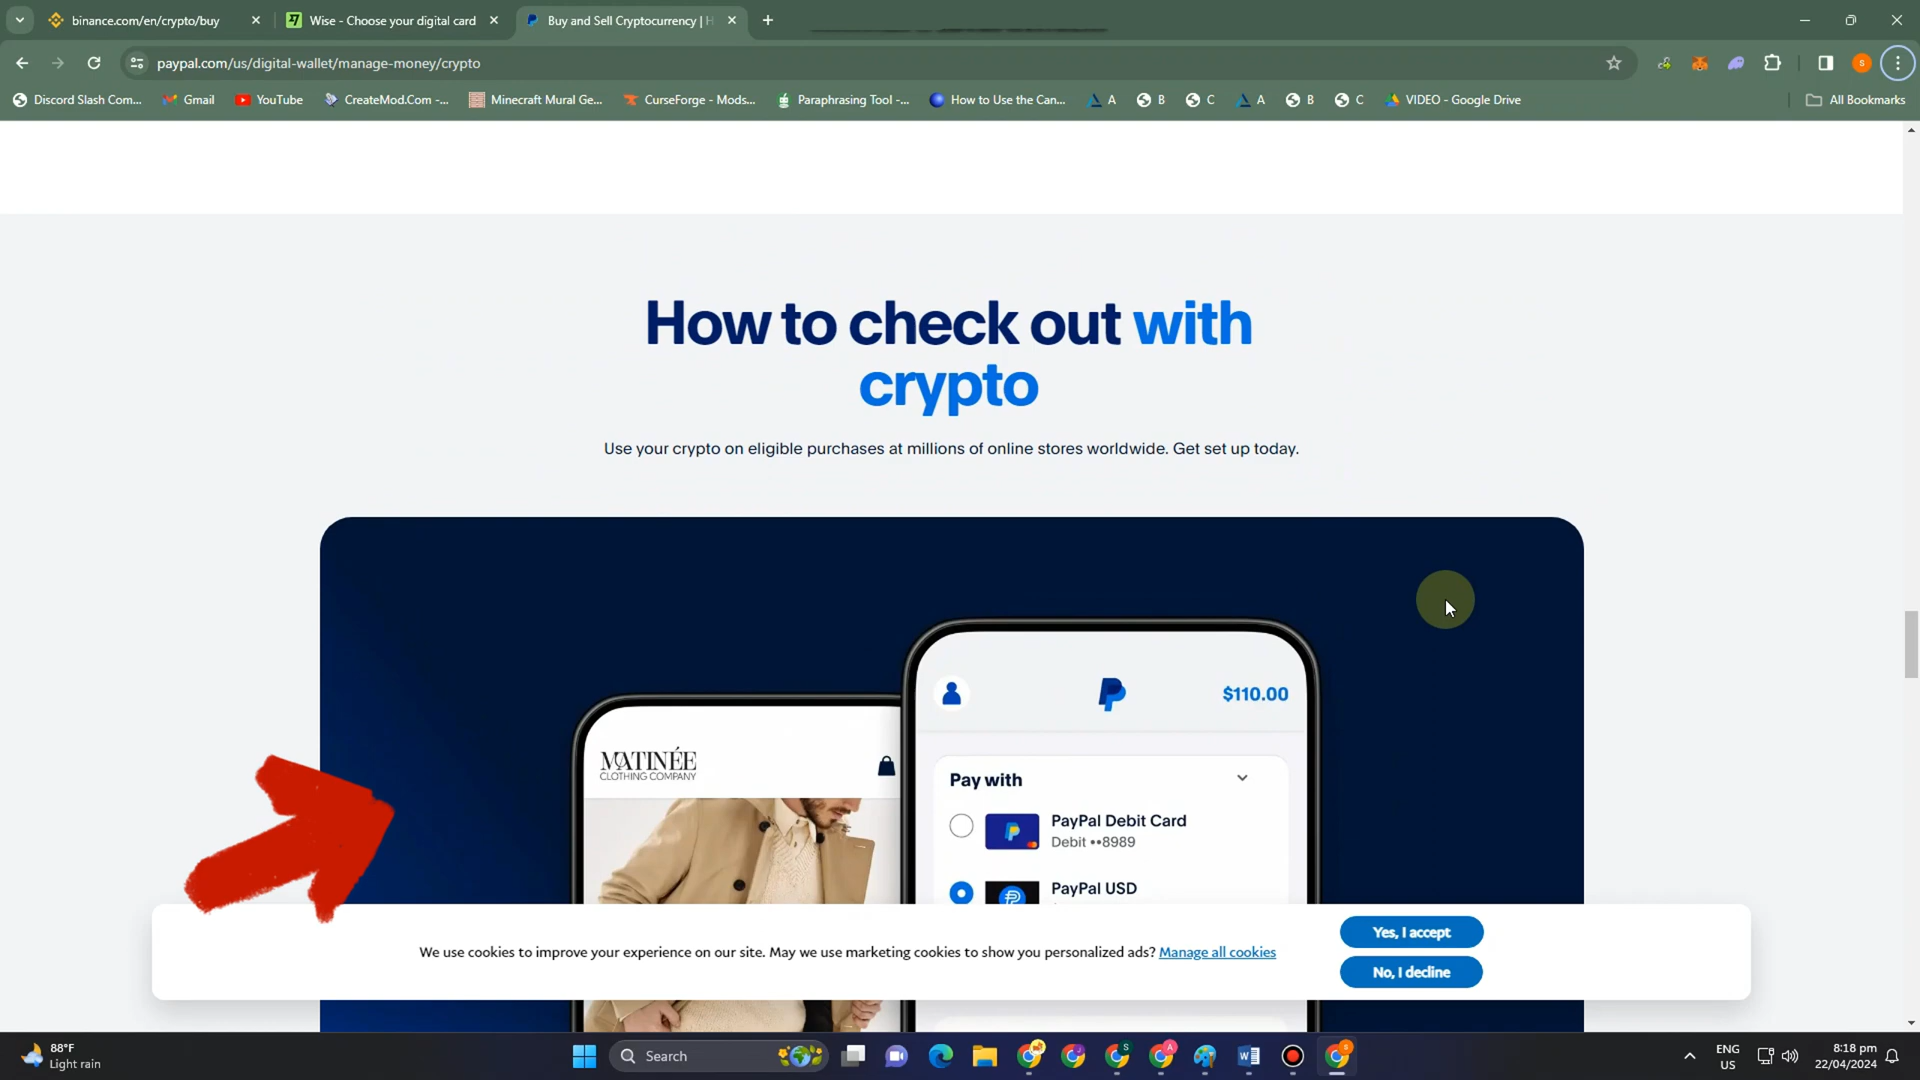 binance.com/en/crypto/buy
Wise - Choose your digital card
Buy and Sell Cryptocurrency | H
paypal.com/us/digital-wallet/manage-money/crypto
S
Discord Slash Com...
Gmail
YouTube
CreateMod.Com -...
Minecraft Mural Ge...
CurseForge - Mods...
Paraphrasing Tool -...
How to Use the Can...
A
B
C
A
B
C
VIDEO - Google Drive
All Bookmarks
How to check out with
crypto
Use your crypto on eligible purchases at millions of online stores worldwide. Get set up today.
$110.00
MATINÉE
CLOTHING COMPANY
Pay with
PayPal Debit Card
Debit ••8989
PayPal USD
We use cookies to improve your experience on our site. May we use marketing cookies to show you personalized ads? Manage all cookies
Yes, I accept
No, I decline
88°F
Light rain
Search
ENG
US
8:18 pm
22/04/2024